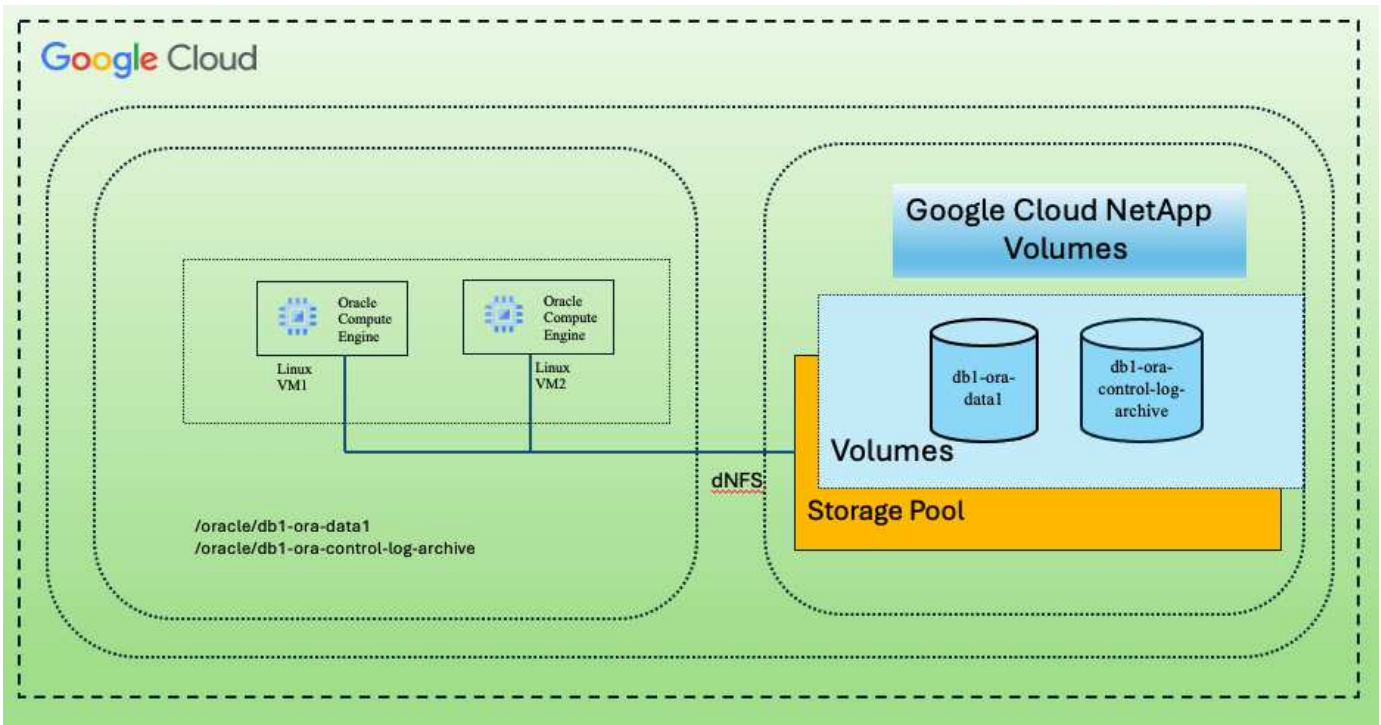 Google Cloud
Google Cloud NetApp
Volumes
Oracle
Compute
Engine
Linux
VM1
Oracle
Compute
Engine
Linux
VM2
db1-ora-
data1
db1-ora-
control-log-
archive
Volumes
dNFS
Storage Pool
/oracle/db1-ora-data1
/oracle/db1-ora-control-log-archive